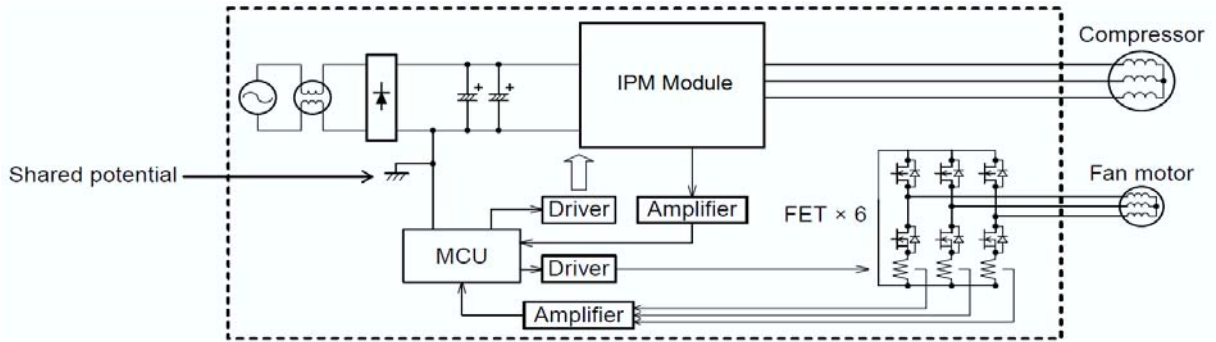 Compressor
IPM Module
Shared potential
Fan motor
Driver
Amplifier
FET × 6
MCU
Driver
Amplifier